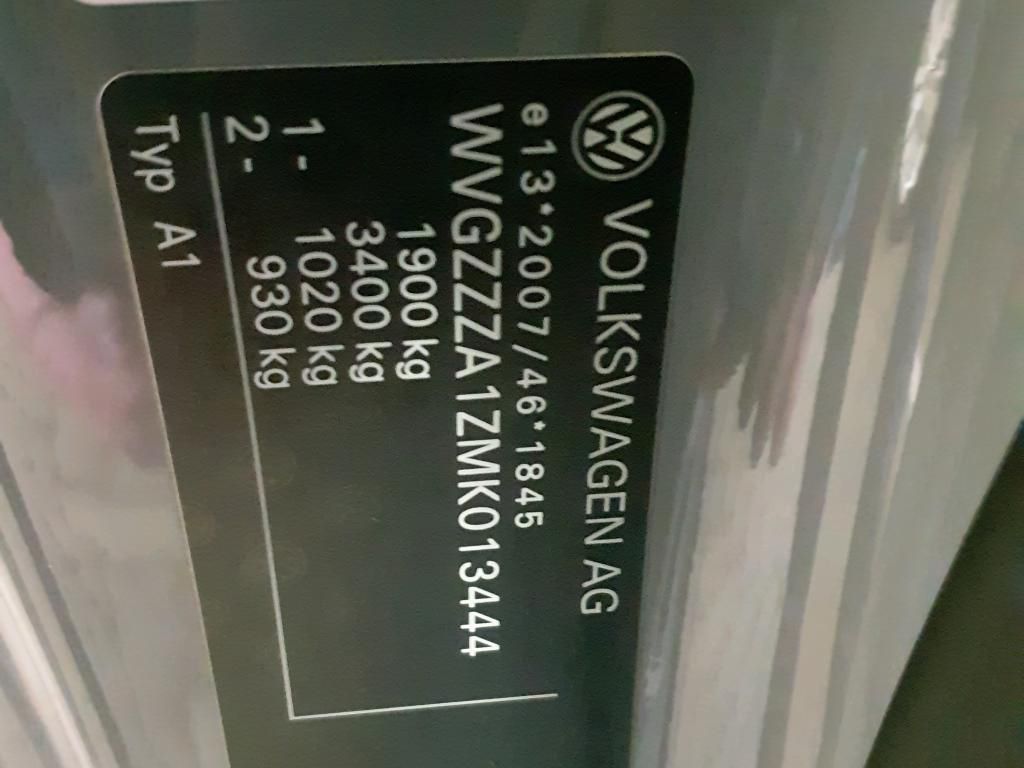 VOLKSWAGEN AG
e13*2007/46*1845
WVGZZZA1ZMK013444
1900 kg
3400 kg
1 - 1020 kg
2 - 930 kg
Typ A1